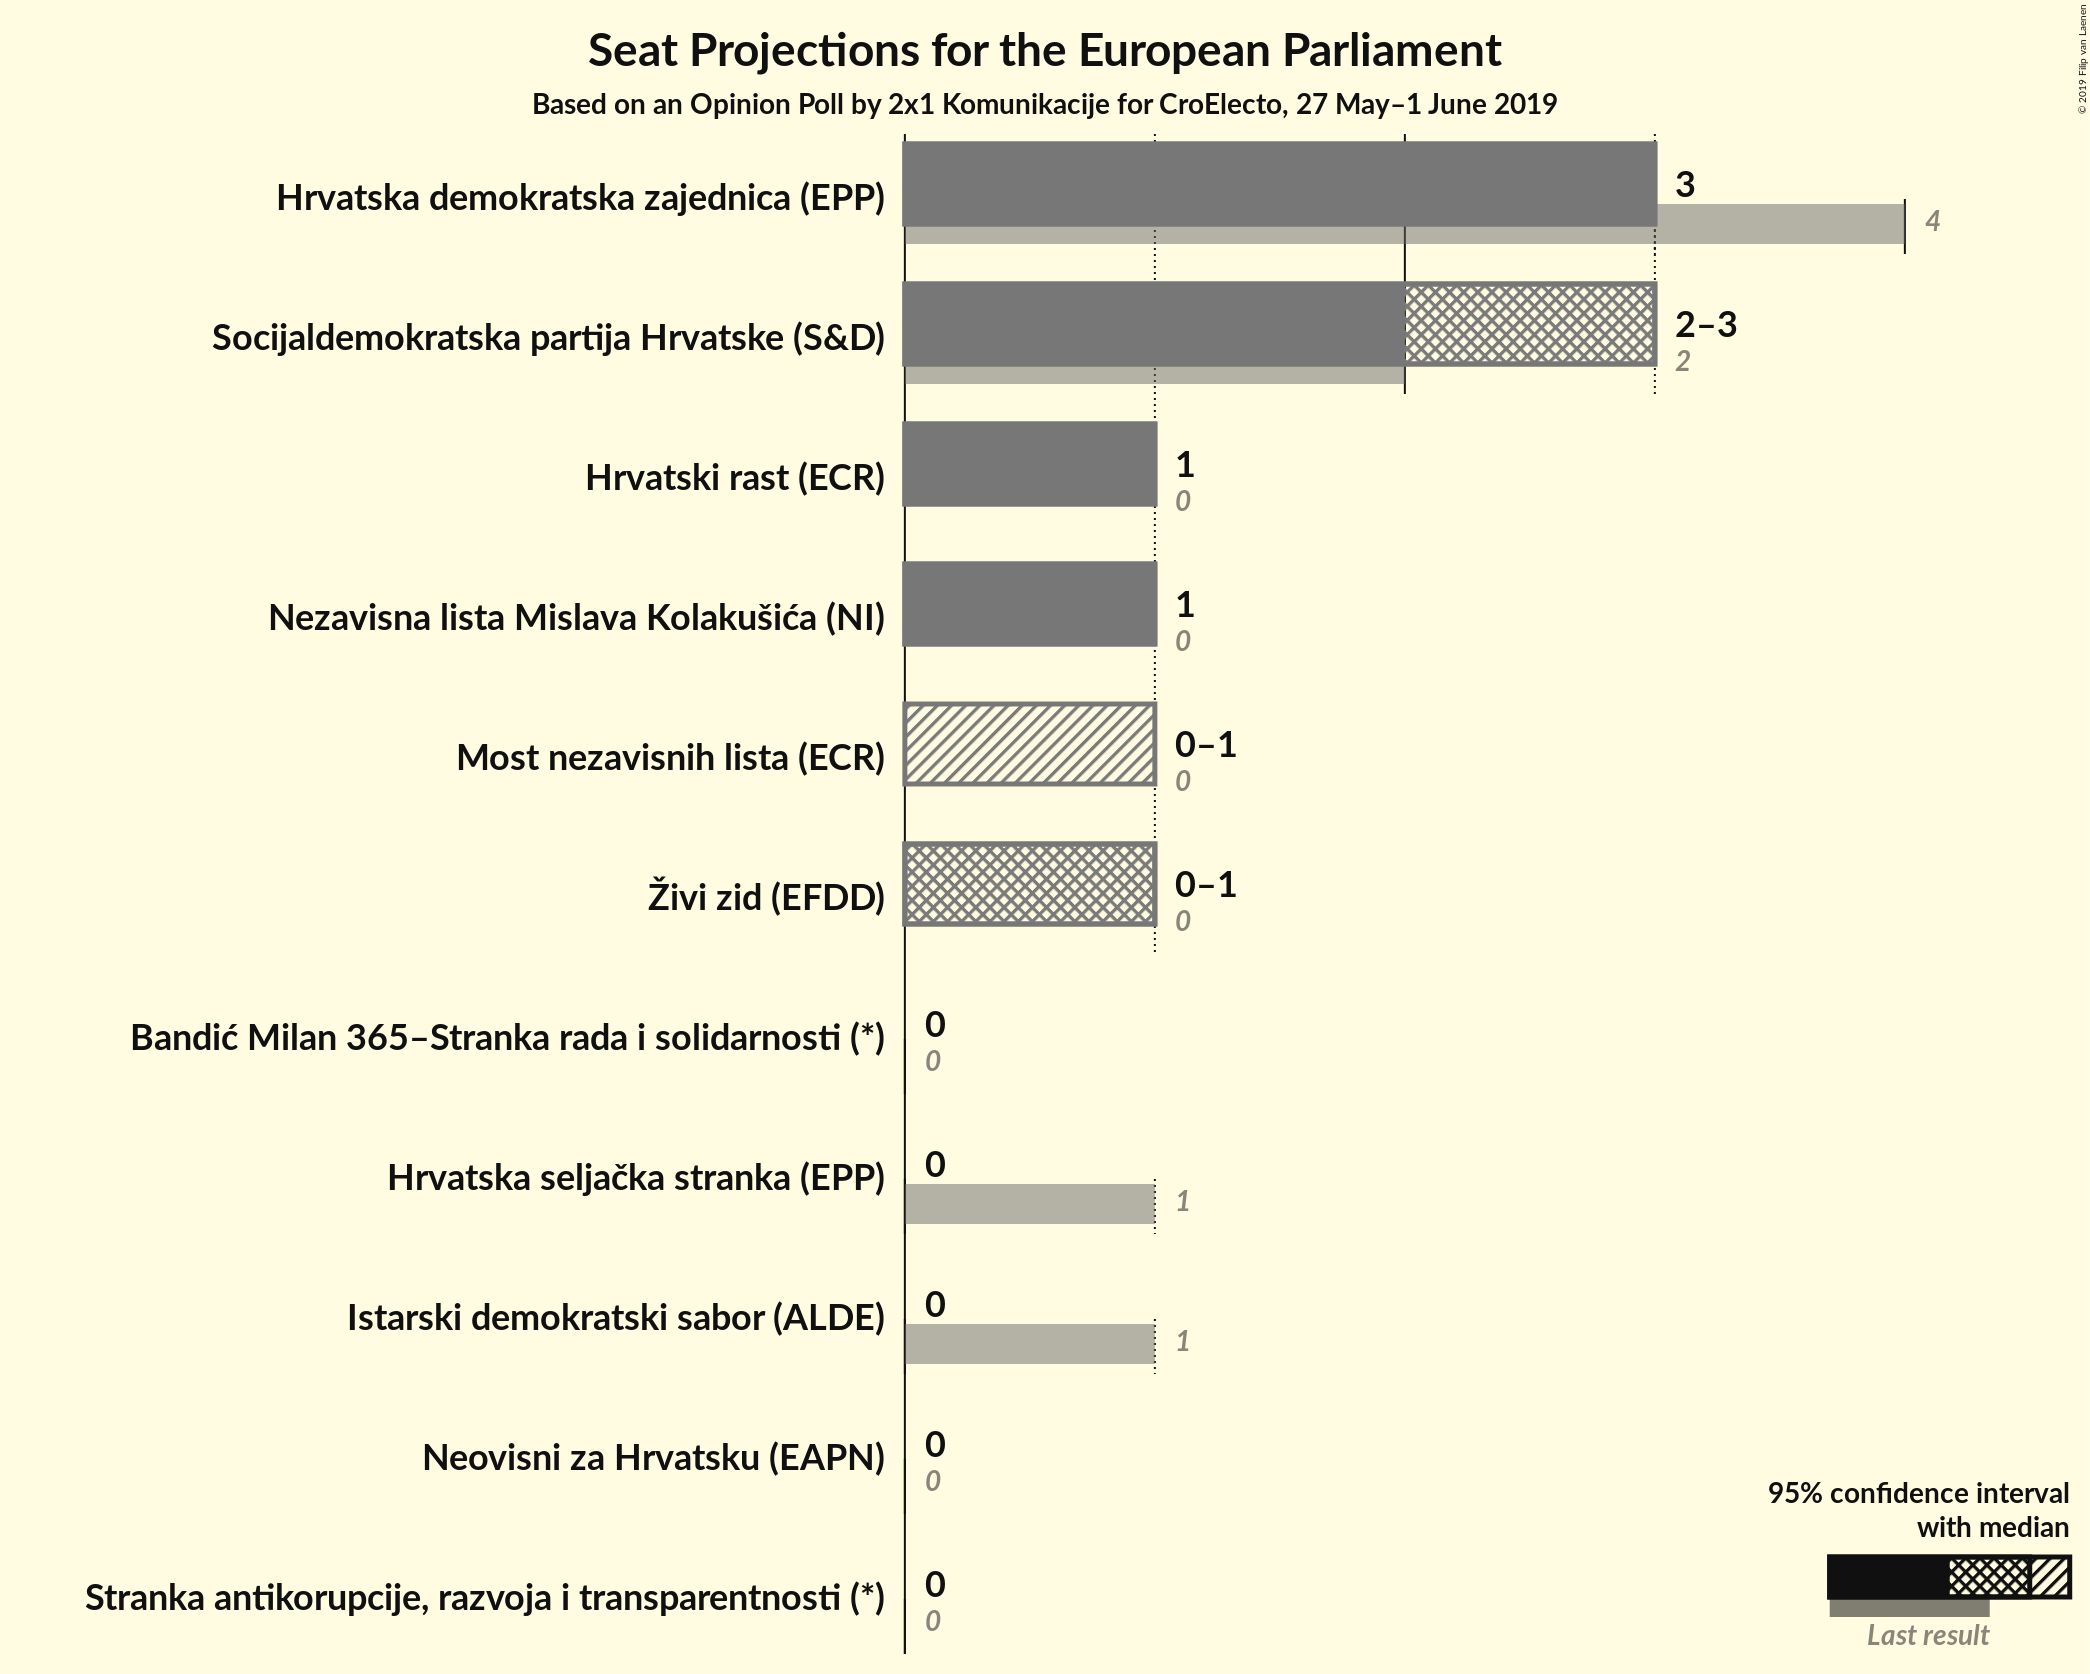 Seat Projections for the European Parliament
Based on an Opinion Poll by 2x1 Komunikacije for CroElecto, 27 May–1 June 2019
© 2019 Filip van Laenen
Hrvatska demokratska zajednica (EPP)
3
4
Socijaldemokratska partija Hrvatske (S&D)
2–3
2
Hrvatski rast (ECR)
1
0
Nezavisna lista Mislava Kolakušića (NI)
1
0
Most nezavisnih lista (ECR)
0–1
0
Živi zid (EFDD)
0–1
0
Bandić Milan 365–Stranka rada i solidarnosti (*)
0
0
Hrvatska seljačka stranka (EPP)
0
1
Istarski demokratski sabor (ALDE)
0
1
Neovisni za Hrvatsku (EAPN)
0
0
Stranka antikorupcije, razvoja i transparentnosti (*)
0
0
95% confidence interval
with median
Last result